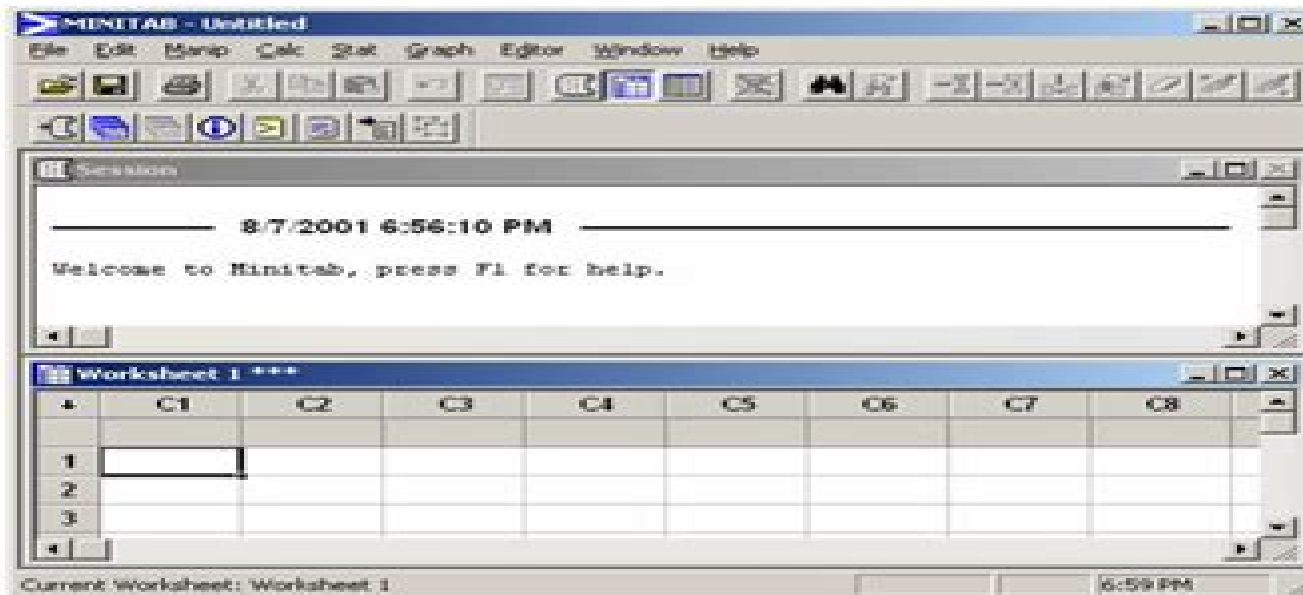 MINITAB - Untitled
File Edit Manip Calc Stat Graph Editor Window Help
Session
8/7/2001 6:56:10 PM
Welcome to Minitab, press F1 for help.
Worksheet 1 ***
C1 C2 C3 C4 C5 C6 C7 C8
1
2
3
Current Worksheet: Worksheet 1 6:59 PM